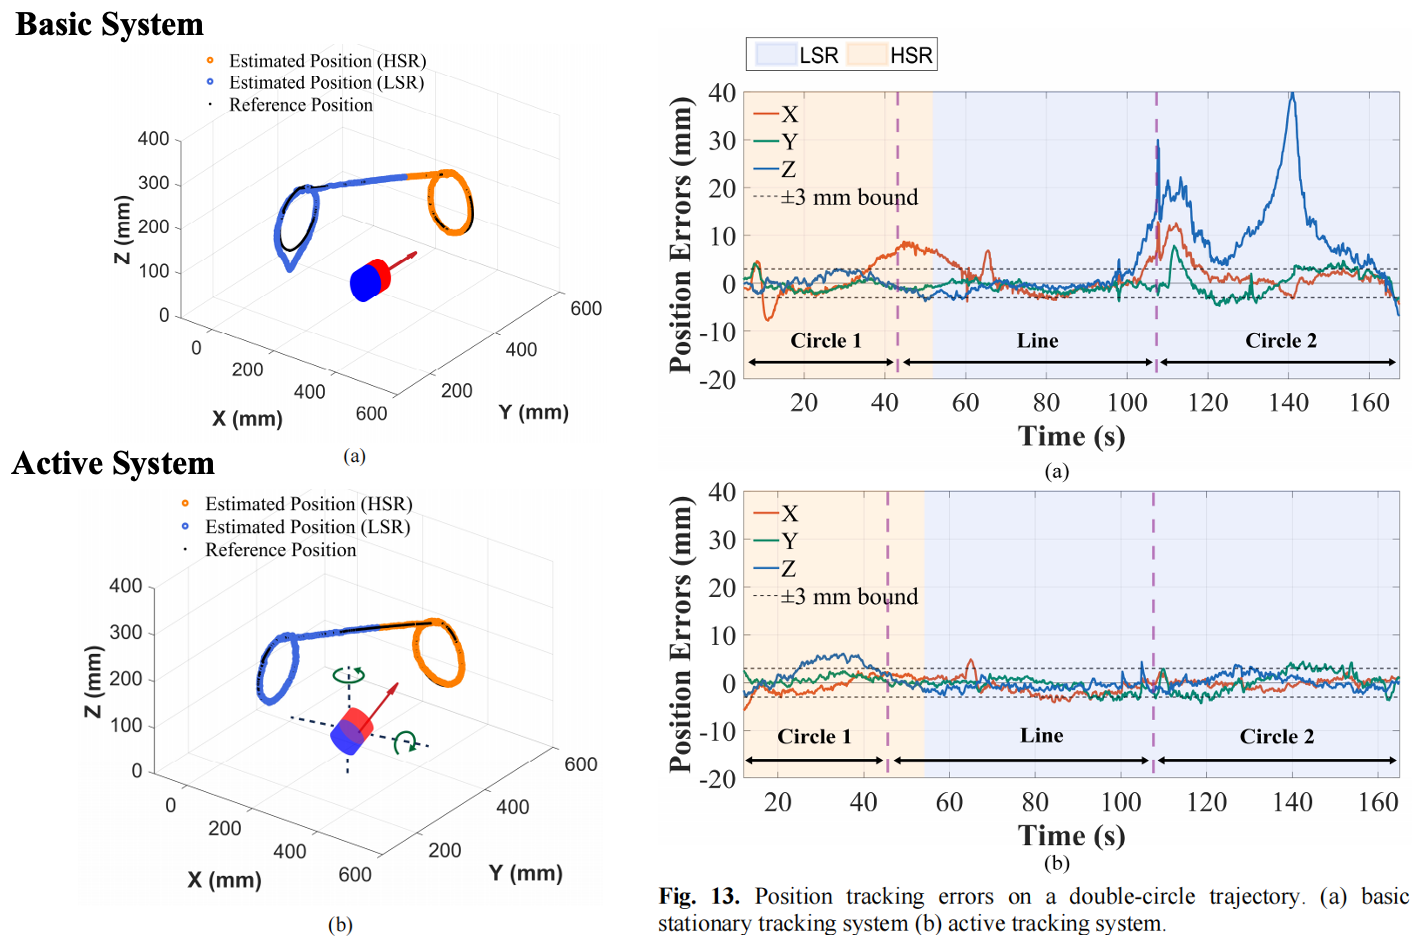 Basic System
Estimated Position (HSR)
Estimated Position (LSR)
Reference Position
400
300
200
100
0
Z (mm)
0
200
400
600
X (mm)
200
400
600
Y (mm)
(a)
LSR
HSR
40
30
20
10
0
-10
-20
Position Errors (mm)
X
Y
Z
±3 mm bound
Circle 1
Line
Circle 2
20
40
60
80
100
120
140
160
Time (s)
(a)
Active System
Estimated Position (HSR)
Estimated Position (LSR)
Reference Position
400
300
200
100
0
Z (mm)
0
200
400
600
X (mm)
200
400
600
Y (mm)
(b)
40
30
20
10
0
-10
-20
Position Errors (mm)
X
Y
Z
±3 mm bound
Circle 1
Line
Circle 2
20
40
60
80
100
120
140
160
Time (s)
(b)
Fig. 13. Position tracking errors on a double-circle trajectory. (a) basic
stationary tracking system (b) active tracking system.